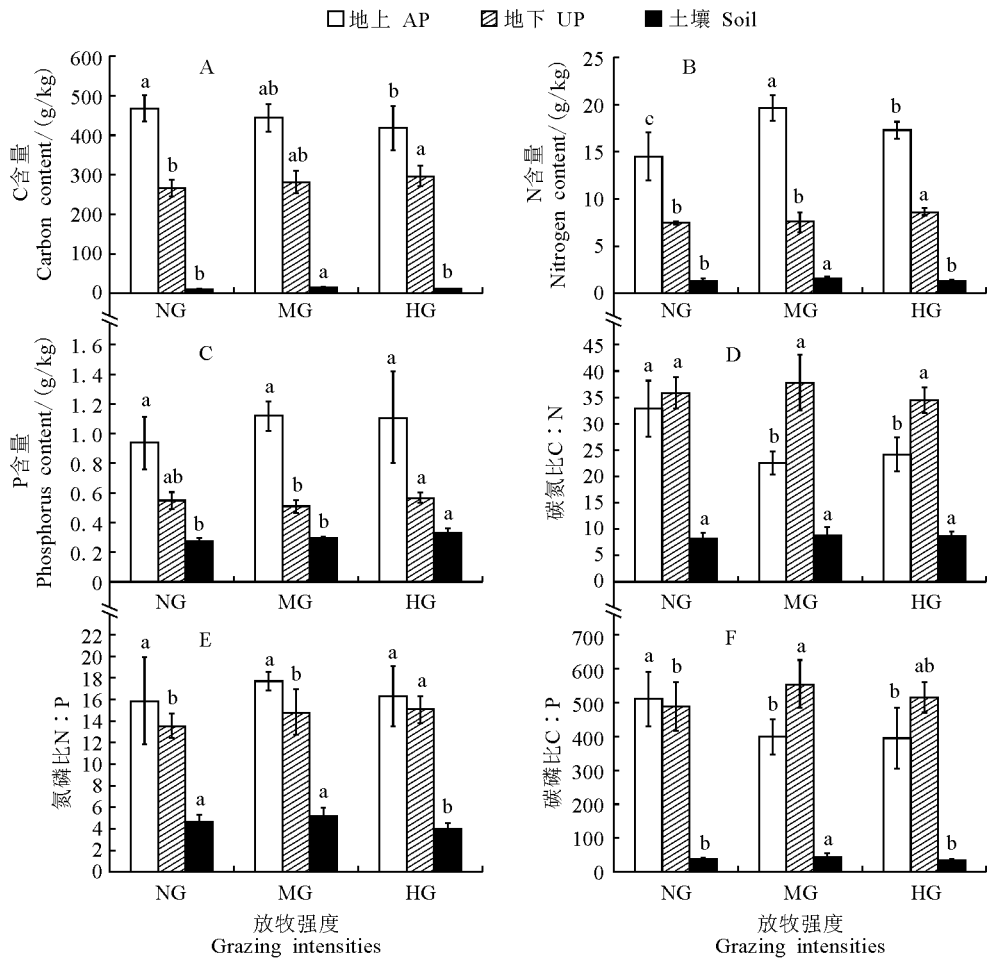 地上 AP 地下 UP 土壤 Soil
A
C含量
Carbon content/(g/kg)
600
500
400
300
200
100
0
a
b
b
ab
ab
a
b
a
b
NG MG HG
B
N含量
Nitrogen content/(g/kg)
25
20
15
10
5
0
c
b
b
a
b
a
b
a
b
NG MG HG
C
P含量
Phosphorus content/(g/kg)
1.6
1.4
1.2
1.0
0.8
0.6
0.4
0.2
0
a
ab
b
a
b
b
a
a
a
NG MG HG
D
碳氮比C∶N
45
40
35
30
25
20
15
10
5
0
a
a
a
b
a
a
b
a
a
NG MG HG
E
氮磷比N∶P
22
20
18
16
14
12
10
8
6
4
2
0
a
b
a
a
b
a
a
a
b
NG MG HG
放牧强度
Grazing intensities
F
碳磷比C∶P
700
600
500
400
300
200
100
0
a
b
b
b
a
a
b
ab
b
NG MG HG
放牧强度
Grazing intensities